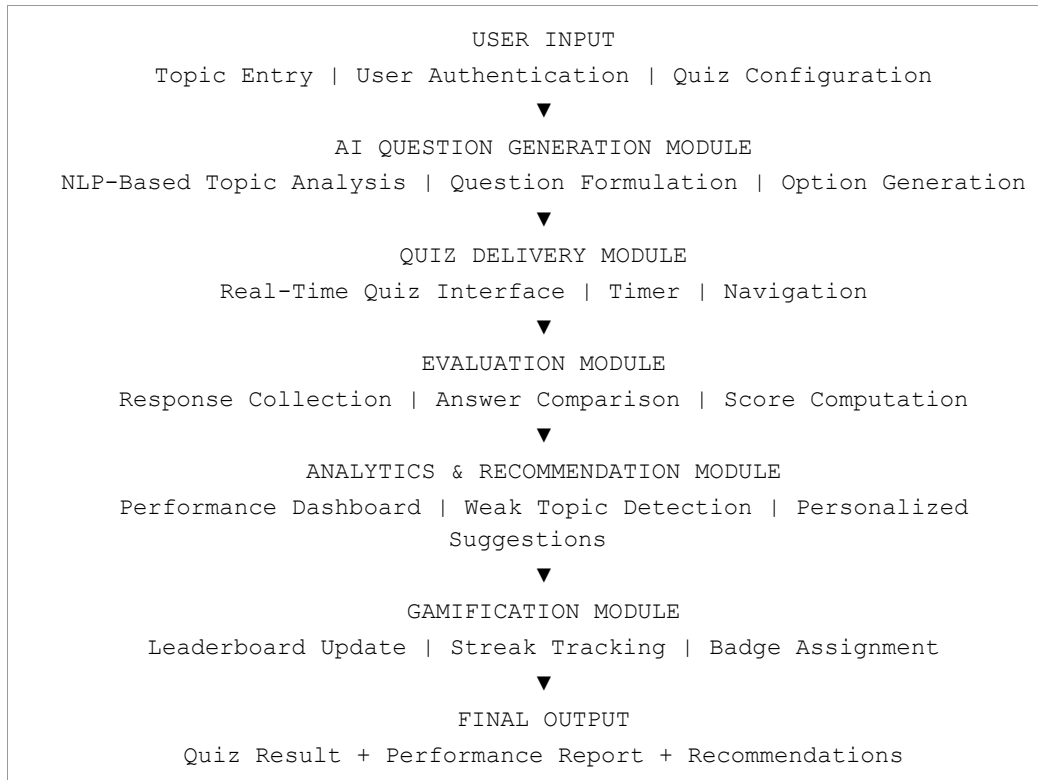 USER INPUT
Topic Entry | User Authentication | Quiz Configuration
▼
AI QUESTION GENERATION MODULE
NLP-Based Topic Analysis | Question Formulation | Option Generation
▼
QUIZ DELIVERY MODULE
Real-Time Quiz Interface | Timer | Navigation
▼
EVALUATION MODULE
Response Collection | Answer Comparison | Score Computation
▼
ANALYTICS & RECOMMENDATION MODULE
Performance Dashboard | Weak Topic Detection | Personalized
Suggestions
▼
GAMIFICATION MODULE
Leaderboard Update | Streak Tracking | Badge Assignment
▼
FINAL OUTPUT
Quiz Result + Performance Report + Recommendations